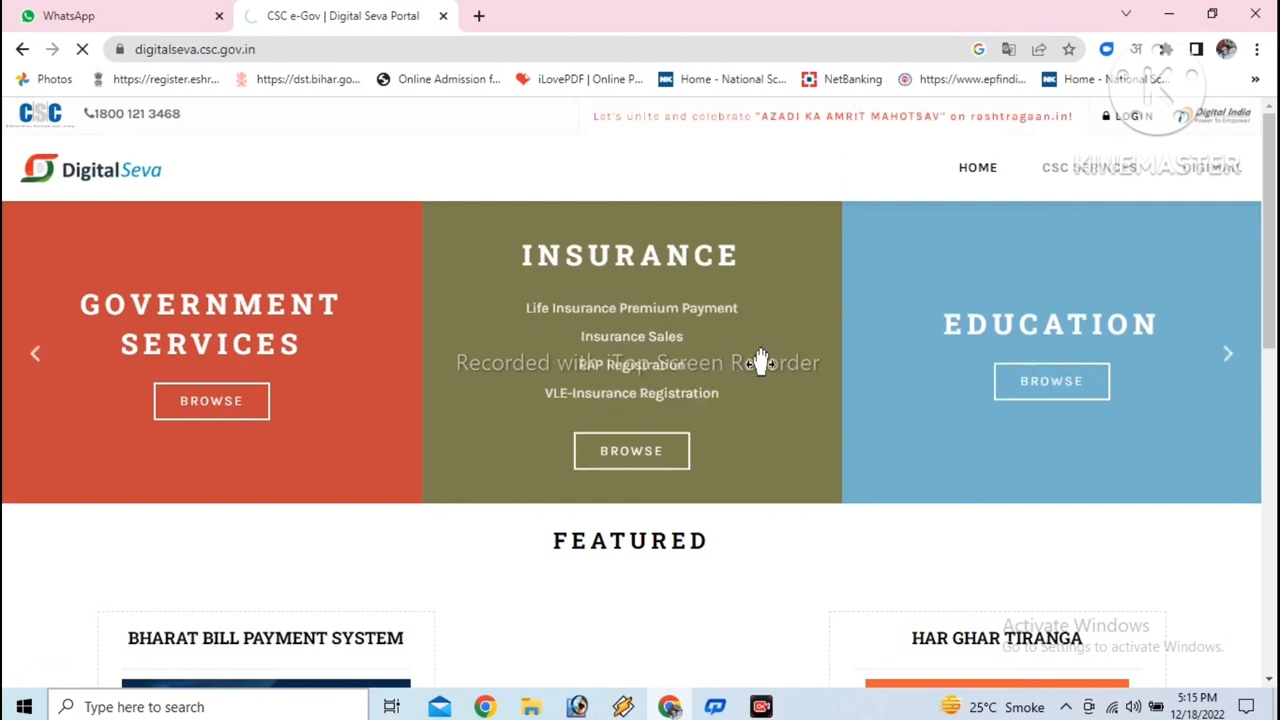 WhatsApp
CSC e-Gov | Digital Seva Portal
digitalseva.csc.gov.in
Photos
https://register.eshr...
https://dst.bihar.go...
Online Admission f...
iLovePDF | Online P...
Home - National Sc...
NetBanking
https://www.epfindi...
Home - National Sc...
CSC
1800 121 3468
Let's unite and celebrate "AZADI KA AMRIT MAHOTSAV" on rashtragaan.in!
LOGIN
Digital India
Power To Empower
K
KINEMASTER
DigitalSeva
HOME
CSC SERVICES
DIGIMAIL
GOVERNMENT
SERVICES
BROWSE
INSURANCE
Life Insurance Premium Payment
Insurance Sales
RAP Registration
VLE-Insurance Registration
BROWSE
Recorded with iTop Screen Recorder
EDUCATION
BROWSE
FEATURED
BHARAT BILL PAYMENT SYSTEM
HAR GHAR TIRANGA
Activate Windows
Go to Settings to activate Windows.
Type here to search
25°C Smoke
5:15 PM
12/18/2022